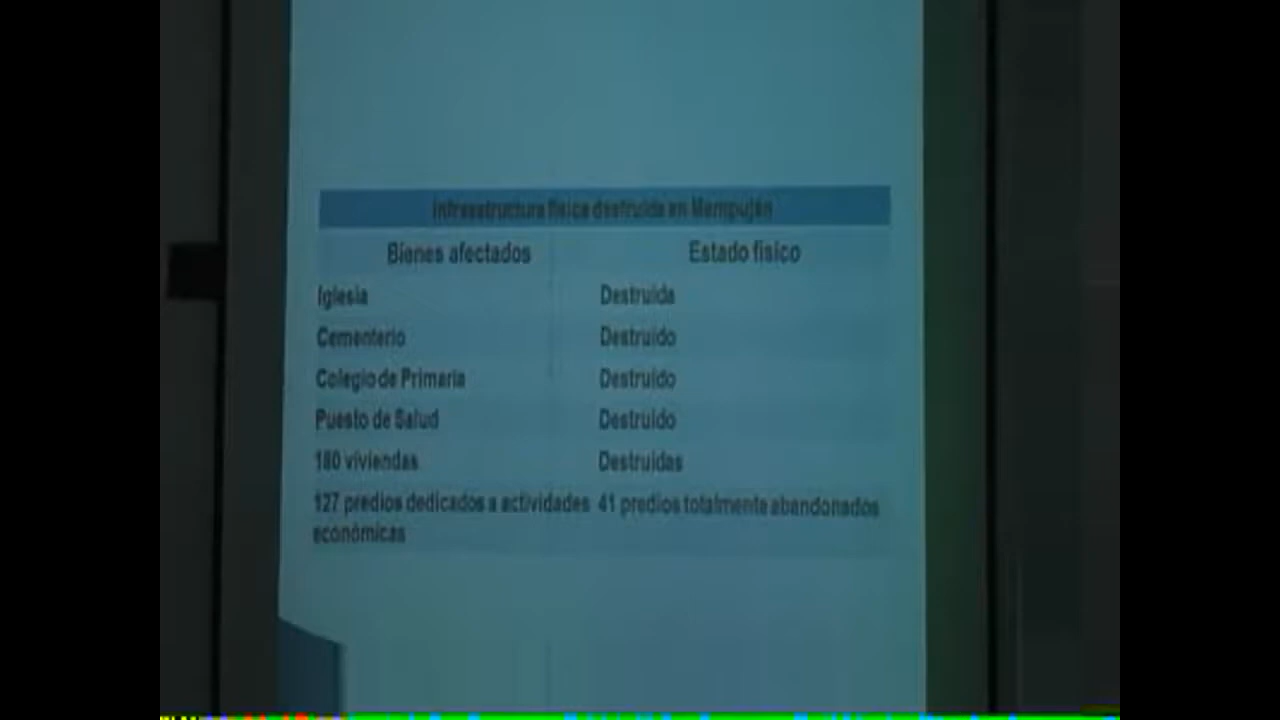 Infraestructura física destruida en Mampuján
Bienes afectados Estado físico
Iglesia Destruida
Cementerio Destruido
Colegio de Primaria Destruido
Puesto de Salud Destruido
180 viviendas Destruidas
127 predios dedicados a actividades 41 predios totalmente abandonados
económicas